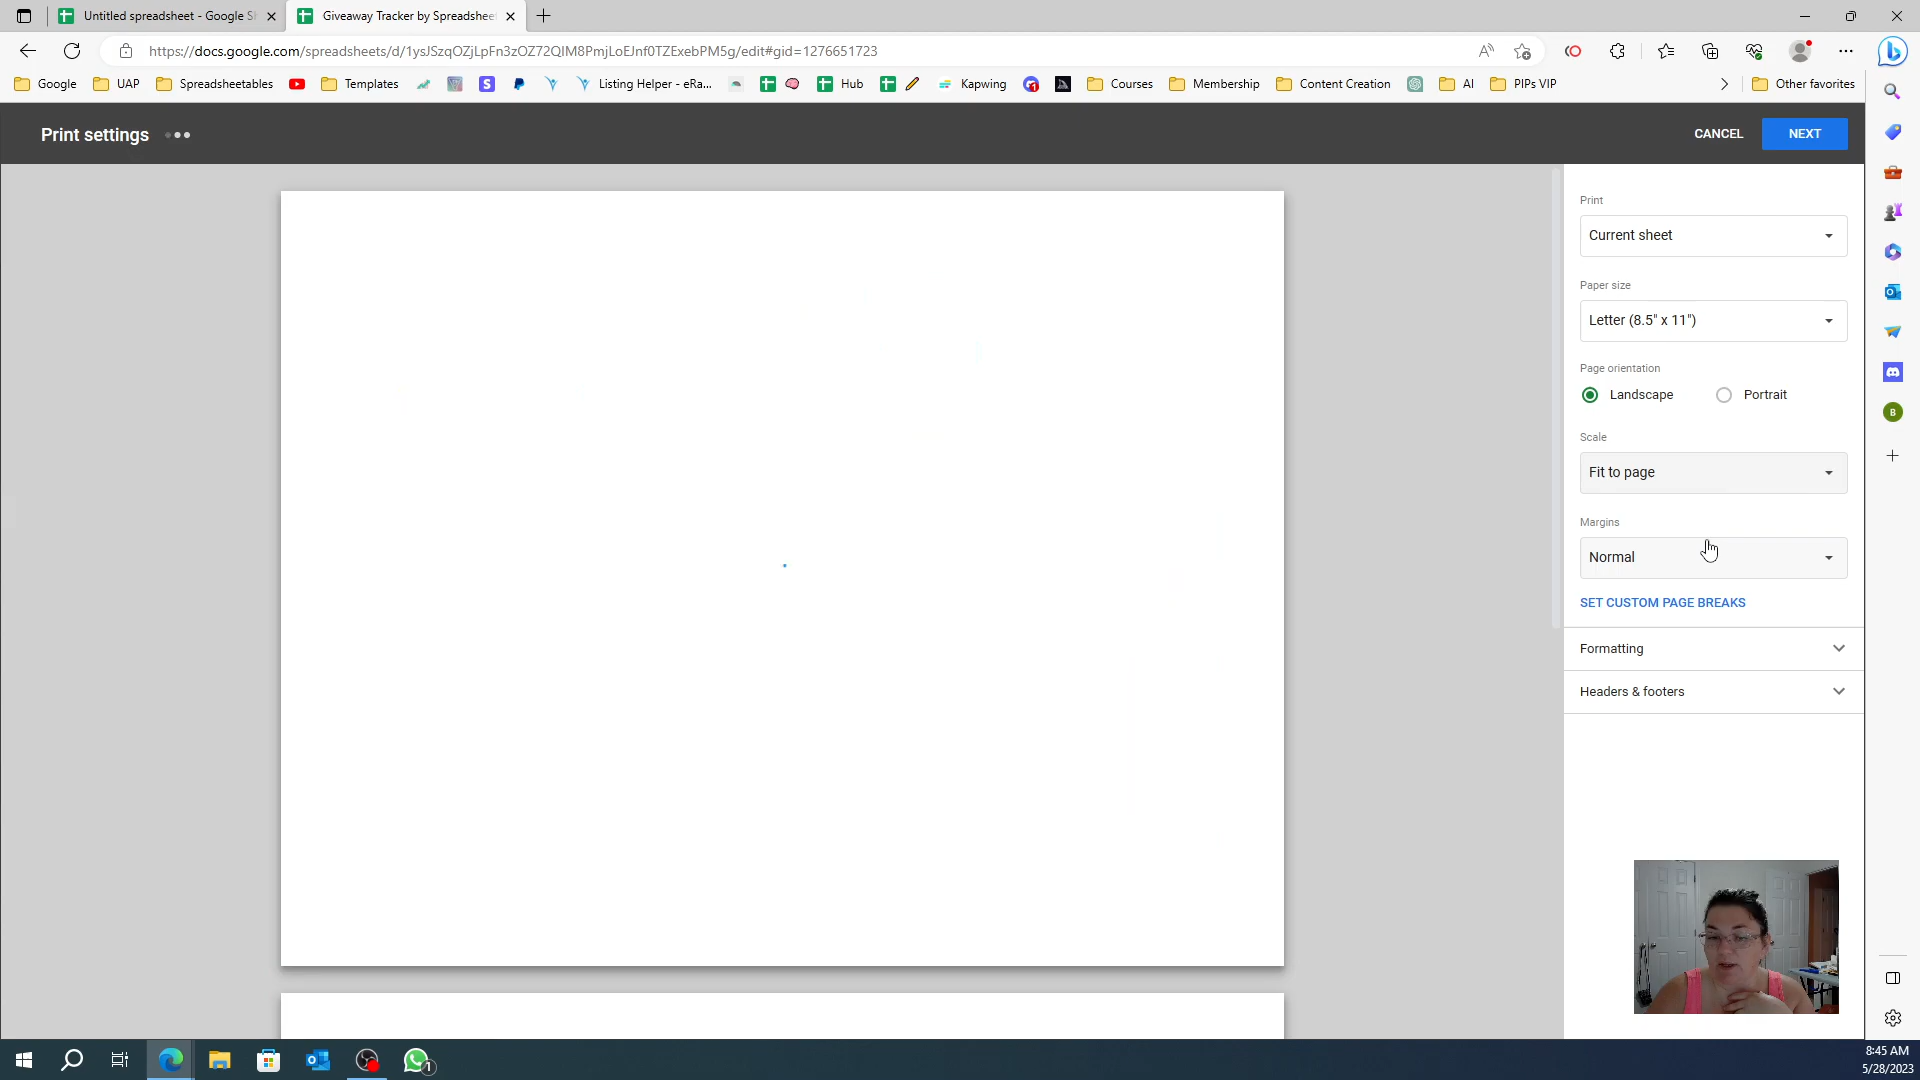 Untitled spreadsheet - Google Sh
Giveaway Tracker by Spreadsheet
https://docs.google.com/spreadsheets/d/1ysJSzqOZjLpFn3zOZ72QIM8PmjLoEJnf0TZExebPM5g/edit#gid=1276651723
Google
UAP
Spreadsheetables
Templates
Listing Helper - eRa...
Hub
Kapwing
Courses
Membership
Content Creation
AI
PIPs VIP
Other favorites
Print settings
CANCEL
NEXT
Print
Current sheet
Paper size
Letter (8.5" x 11")
Page orientation
Landscape
Portrait
Scale
Fit to page
Margins
Normal
SET CUSTOM PAGE BREAKS
Formatting
Headers & footers
B
1
8:45 AM
5/28/2023